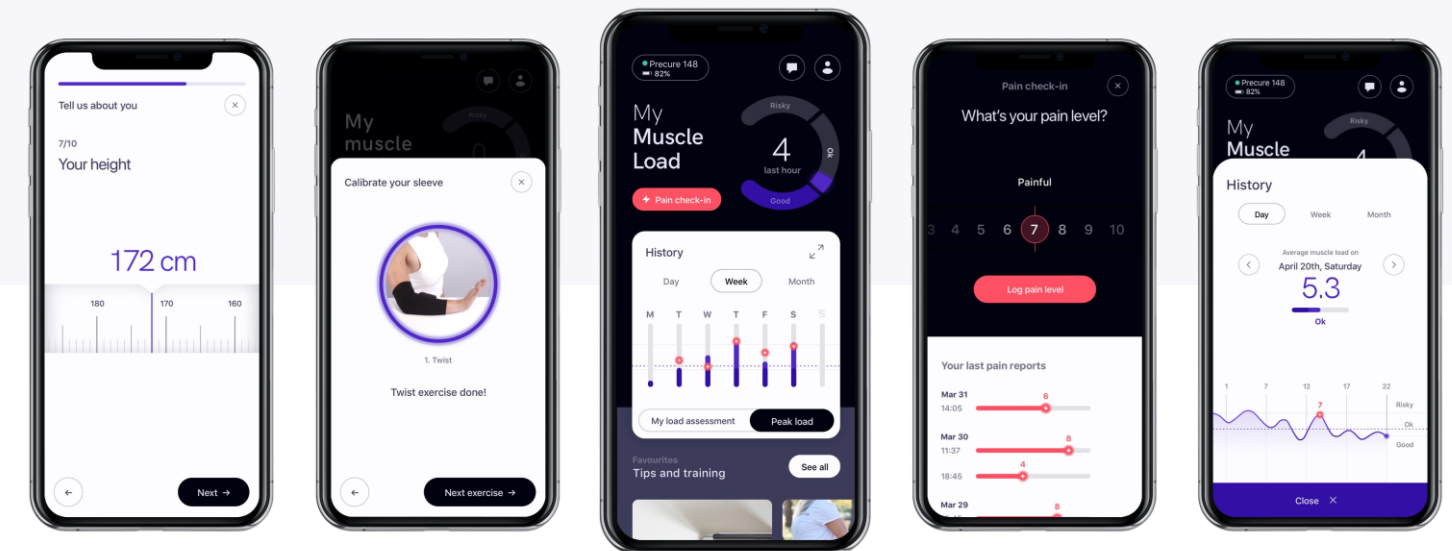 Tell us about you
7/10
Your height
172 cm
180 170 160
Next →
My
muscle
Risky
0
Calibrate your sleeve
1. Twist
Twist exercise done!
Next exercise →
Precure 148
82%
My
Muscle
Load
Risky
Ok
4
last hour
Good
Pain check-in
History
Day Week Month
M T W T F S S
My load assessment Peak load
Favourites
Tips and training
See all
Pain check-in
What's your pain level?
Painful
3 4 5 6 7 8 9 10
Log pain level
Your last pain reports
Mar 31
14:05
6
Mar 30
11:37
8
18:45
4
Mar 29
8
Precure 148
82%
My
Muscle
Risky
History
Day Week Month
Average muscle load on
April 20th, Saturday
5.3
Ok
1 7 12 17 22
7
Risky
Ok
Good
Close ×